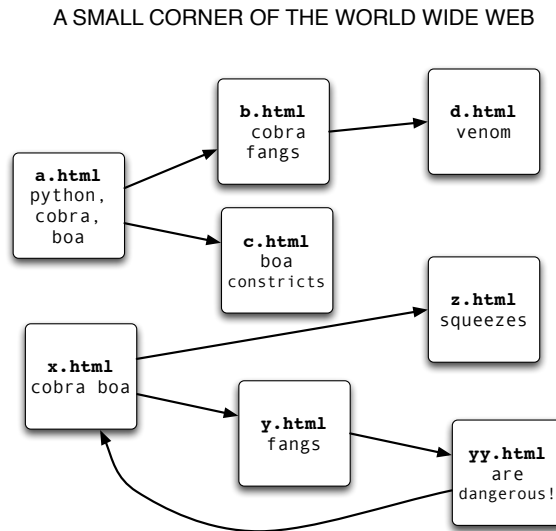 A SMALL CORNER OF THE WORLD WIDE WEB
b.html
cobra
fangs
d.html
venom
a.html
python,
cobra,
boa
c.html
boa
constricts
z.html
squeezes
x.html
cobra boa
y.html
fangs
yy.html
are
dangerous!